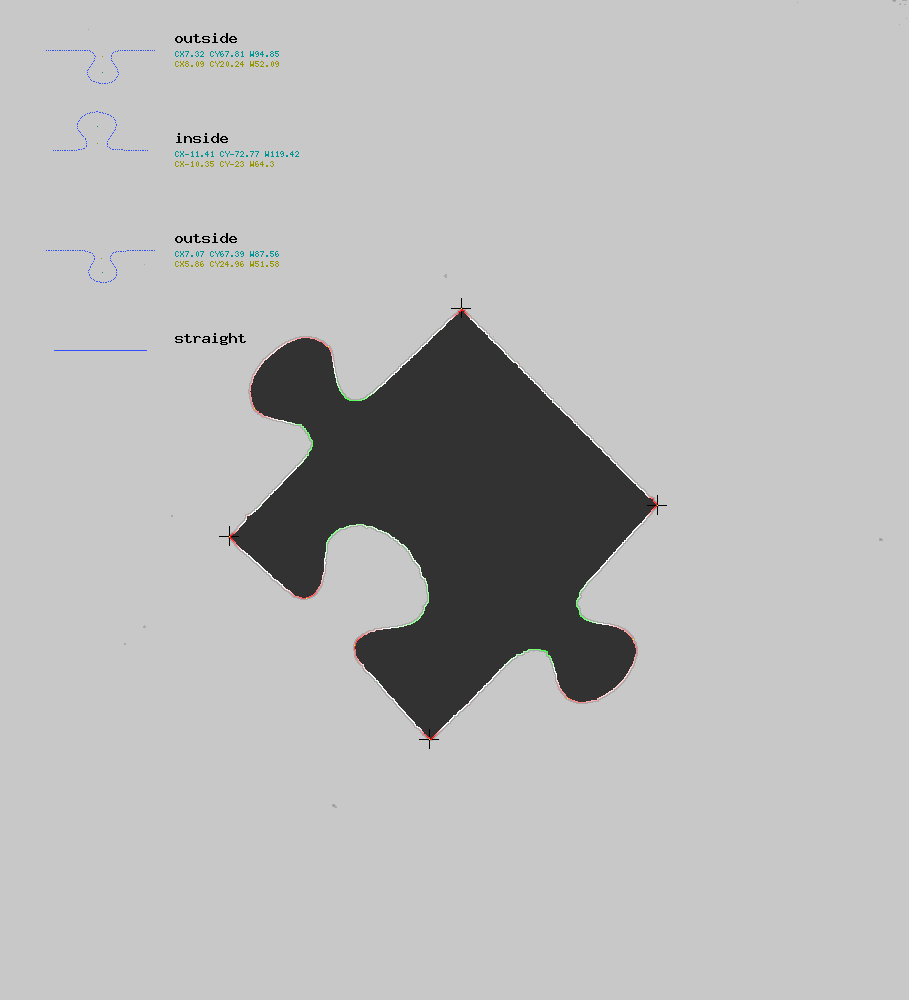 outside
CX7.32 CY67.81 W94.85
CX8.09 CY20.24 W52.09
inside
CX-11.41 CY-72.77 W119.42
CX-10.35 CY-23 W64.3
outside
CX7.07 CY67.39 W87.56
CX5.86 CY24.96 W51.58
straight